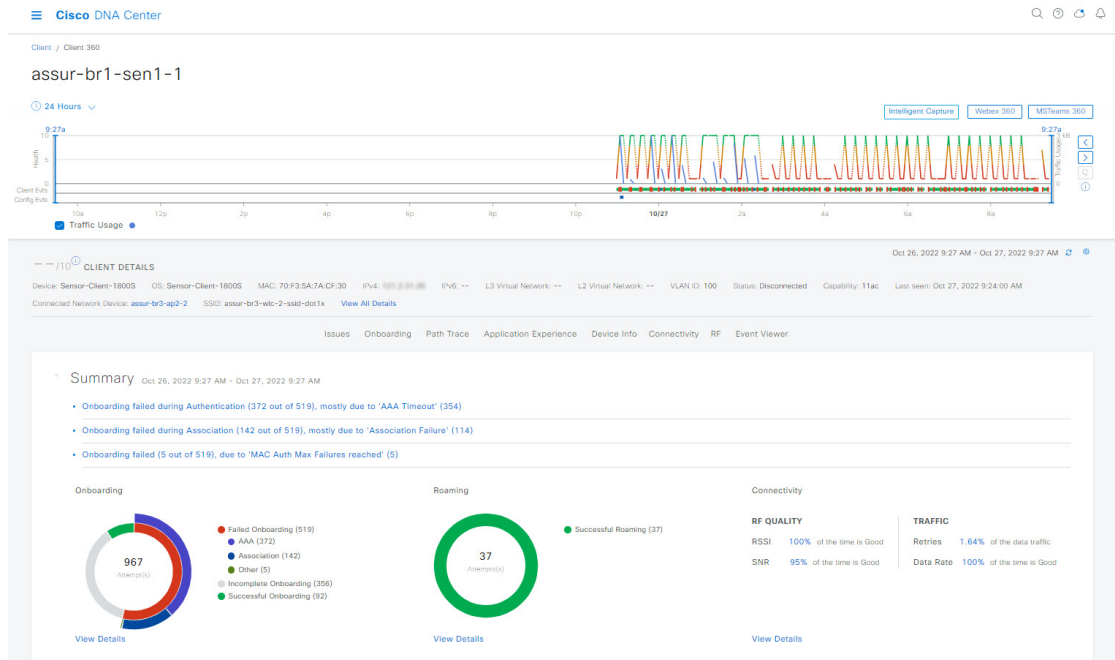 Cisco DNA Center
Client / Client 360
assur-br1-sen1-1
24 Hours
Intelligent Capture
Webex 360
MSTeams 360
9:27a
9:27a
10
5
0
Health
kB
0
Traffic Usage
Client Evts
Config Evts
10a 12p 2p 4p 6p 8p 10p 10/27 2a 4a 6a 8a
Traffic Usage
Oct 26, 2022 9:27 AM - Oct 27, 2022 9:27 AM
--/10 CLIENT DETAILS
Device: Sensor-Client-1800S OS: Sensor-Client-1800S MAC: 70:F3:5A:7A:CF:30 IPv4: IPv6: -- L3 Virtual Network: -- L2 Virtual Network: -- VLAN ID: 100 Status: Disconnected Capability: 11ac Last seen: Oct 27, 2022 9:24:00 AM
Connected Network Device: assur-br3-ap2-2 SSID: assur-br3-wlc-2-ssid-dot1x View All Details
Issues Onboarding Path Trace Application Experience Device Info Connectivity RF Event Viewer
Summary Oct 26, 2022 9:27 AM - Oct 27, 2022 9:27 AM
• Onboarding failed during Authentication (372 out of 519), mostly due to 'AAA Timeout' (354)
• Onboarding failed during Association (142 out of 519), mostly due to 'Association Failure' (114)
• Onboarding failed (5 out of 519), due to 'MAC Auth Max Failures reached' (5)
Onboarding
967
Attempt(s)
Failed Onboarding (519)
AAA (372)
Association (142)
Other (5)
Incomplete Onboarding (356)
Successful Onboarding (92)
View Details
Roaming
37
Attempt(s)
Successful Roaming (37)
View Details
Connectivity
RF QUALITY
RSSI 100% of the time is Good
SNR 95% of the time is Good
TRAFFIC
Retries 1.64% of the data traffic
Data Rate 100% of the time is Good
View Details